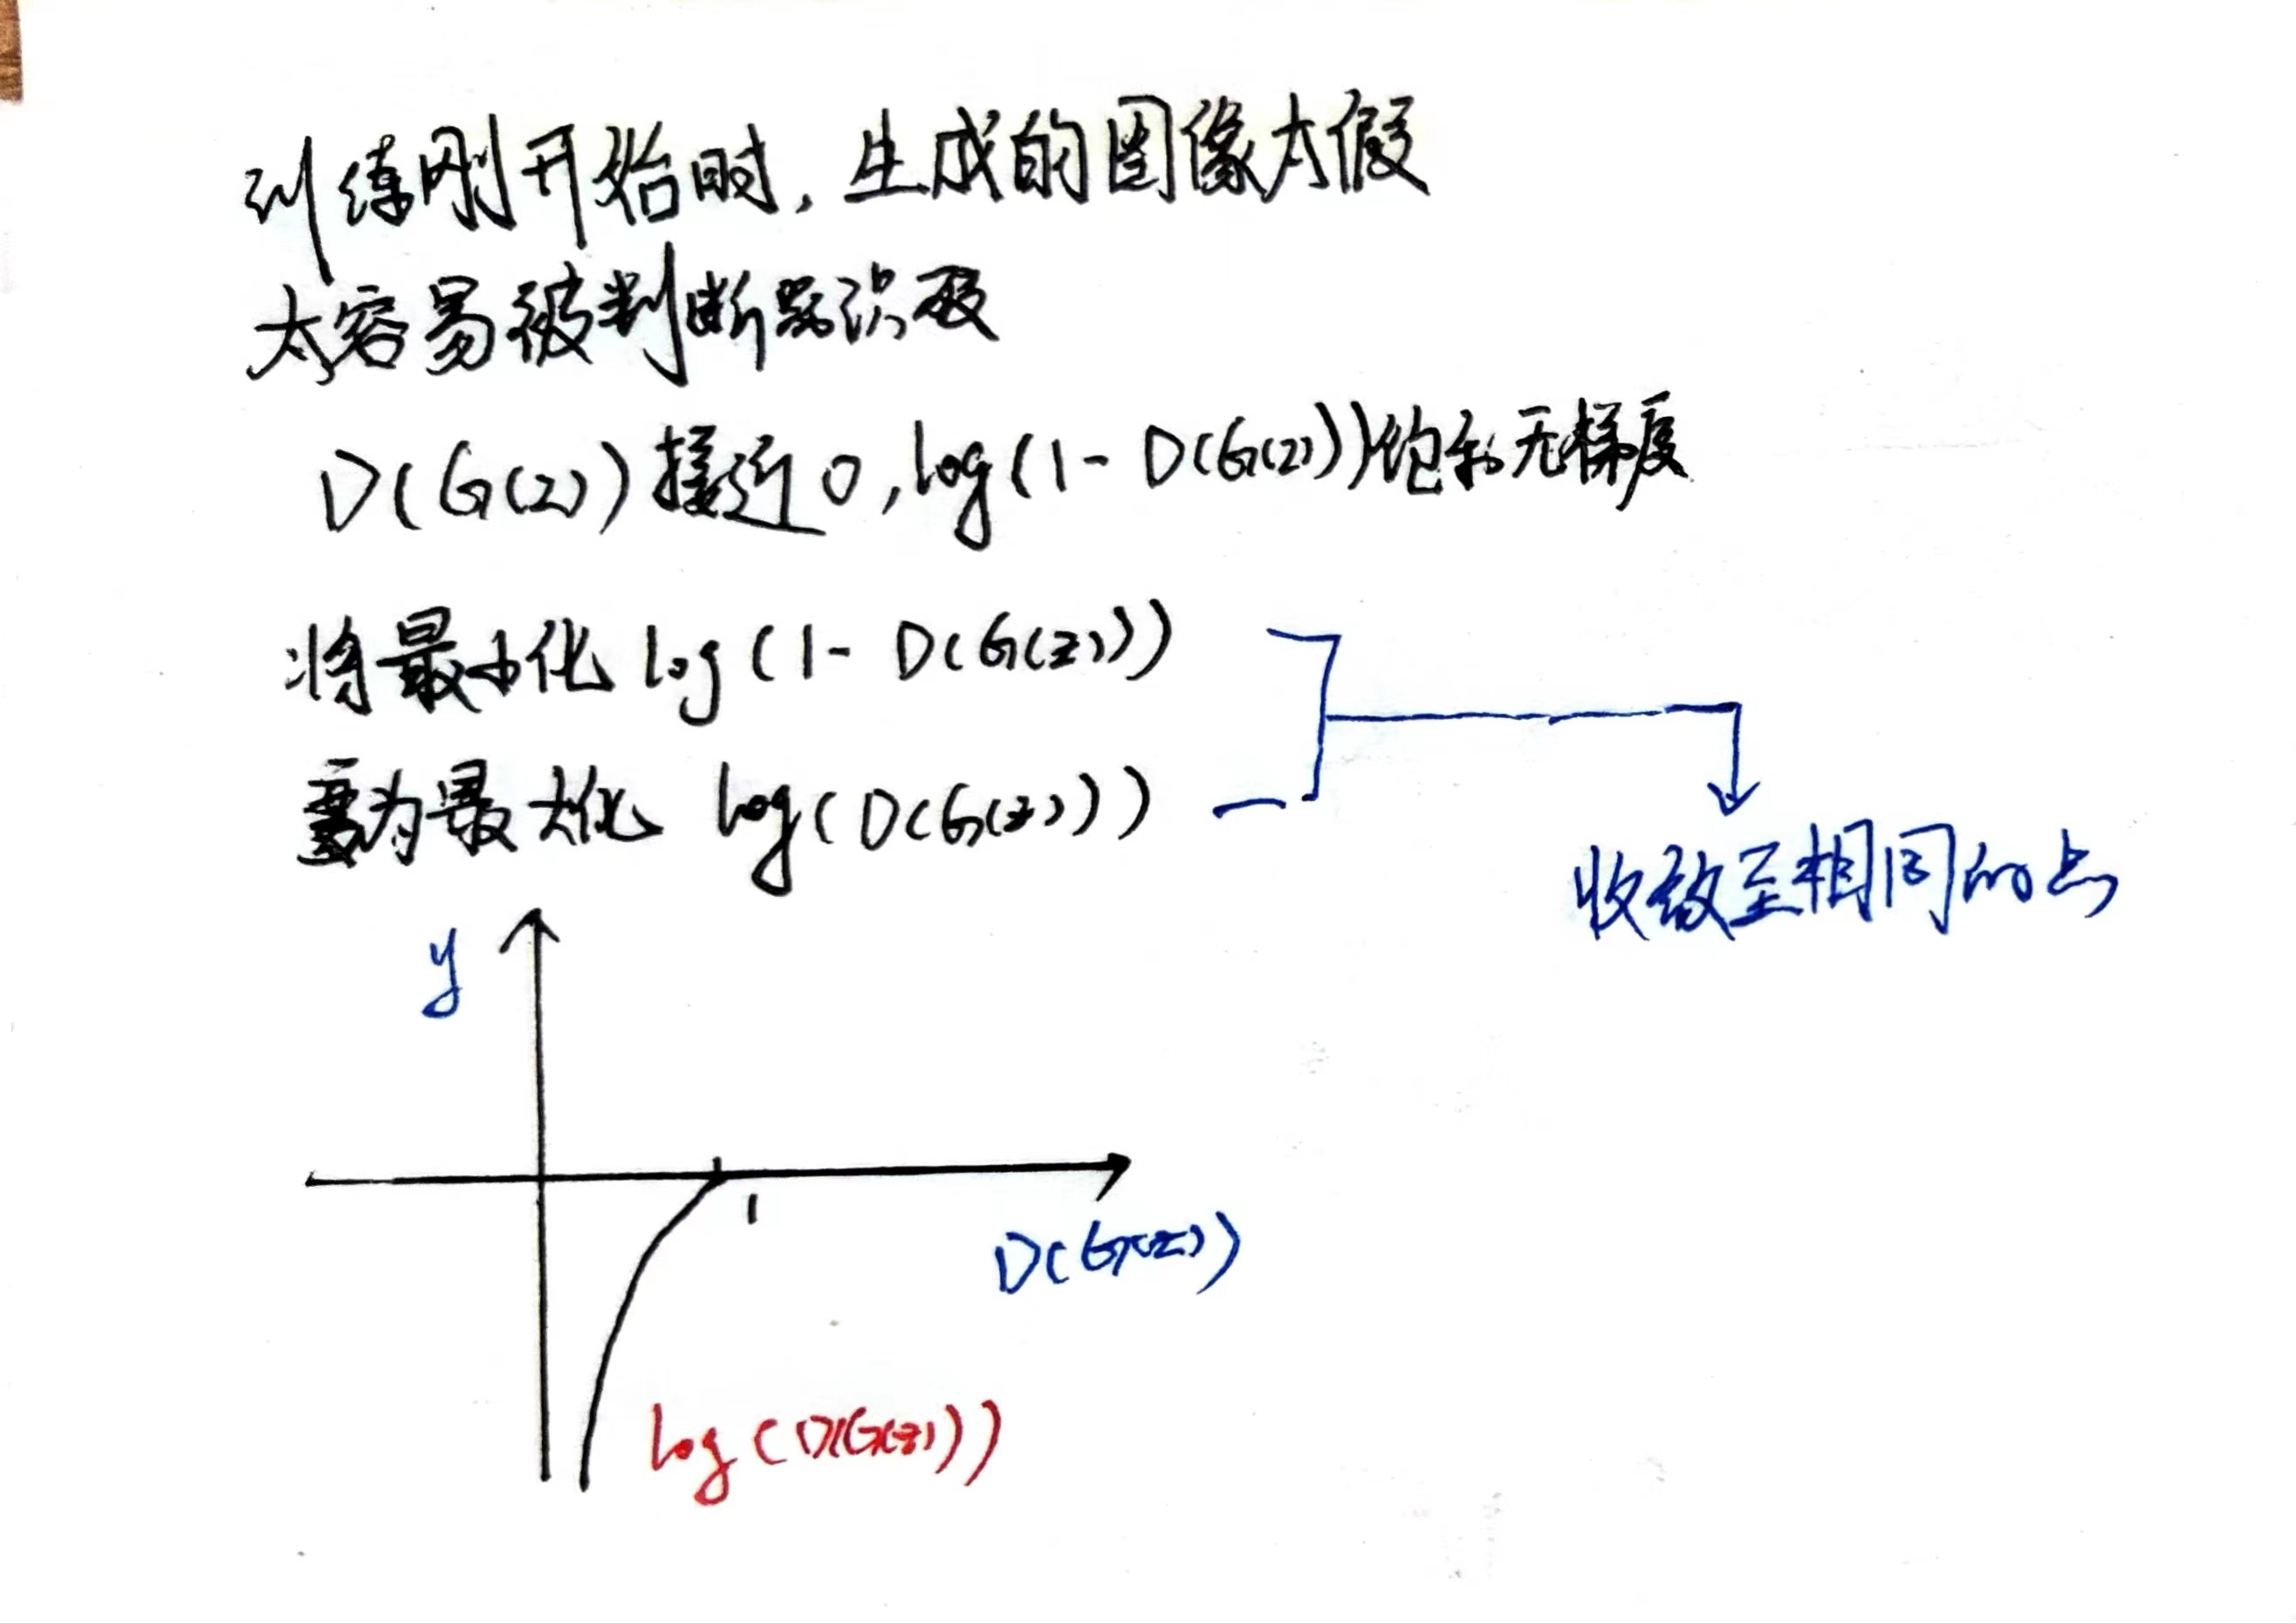 训练刚开始时, 生成的图像太假
太容易被判断器识破
D(G(z))接近0, log(1-D(G(z)))饱和无梯度
将最小化 log(1- D(G(z)))
变为最大化 log(D(G(z)))
收敛至相同的点
y
1
D(G(z))
log(D(G(z)))